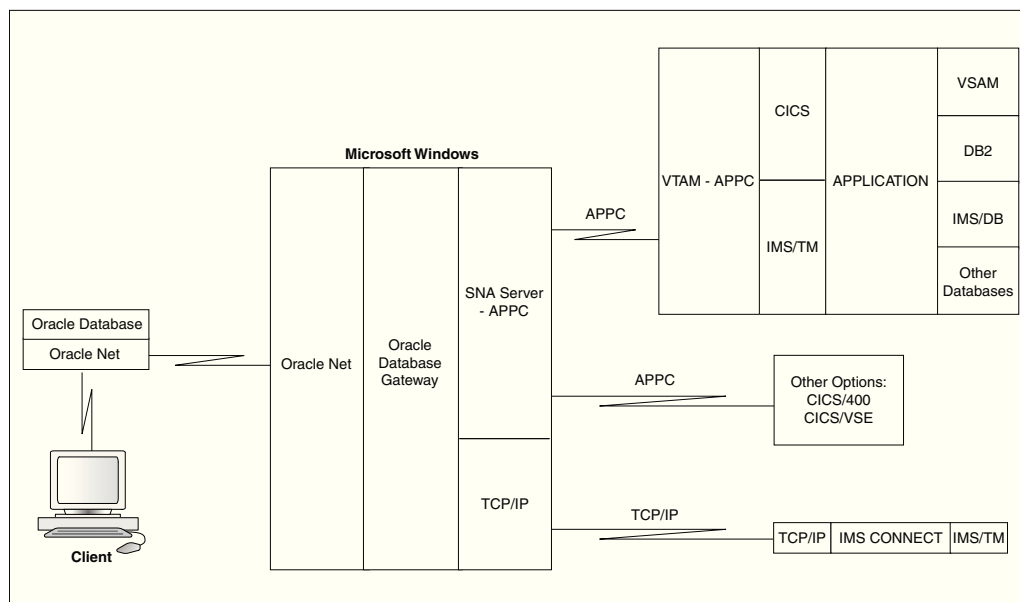 Microsoft Windows
Oracle Database
Oracle Net
Client
Oracle Net
Oracle
Database
Gateway
SNA Server
- APPC
TCP/IP
APPC
VTAM - APPC
CICS
IMS/TM
APPLICATION
VSAM
DB2
IMS/DB
Other
Databases
APPC
Other Options:
CICS/400
CICS/VSE
TCP/IP
TCP/IP
IMS CONNECT
IMS/TM